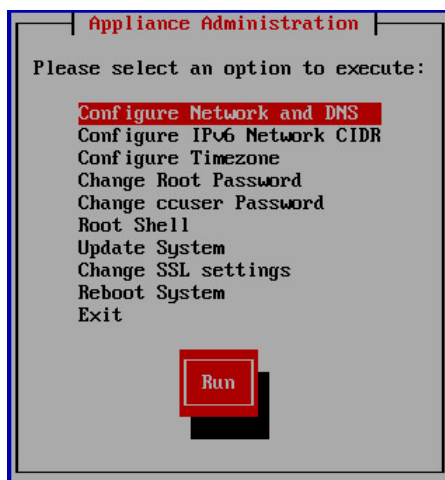 Appliance Administration
Please select an option to execute:
Configure Network and DNS
Configure IPv6 Network CIDR
Configure Timezone
Change Root Password
Change ccuser Password
Root Shell
Update System
Change SSL settings
Reboot System
Exit
Run